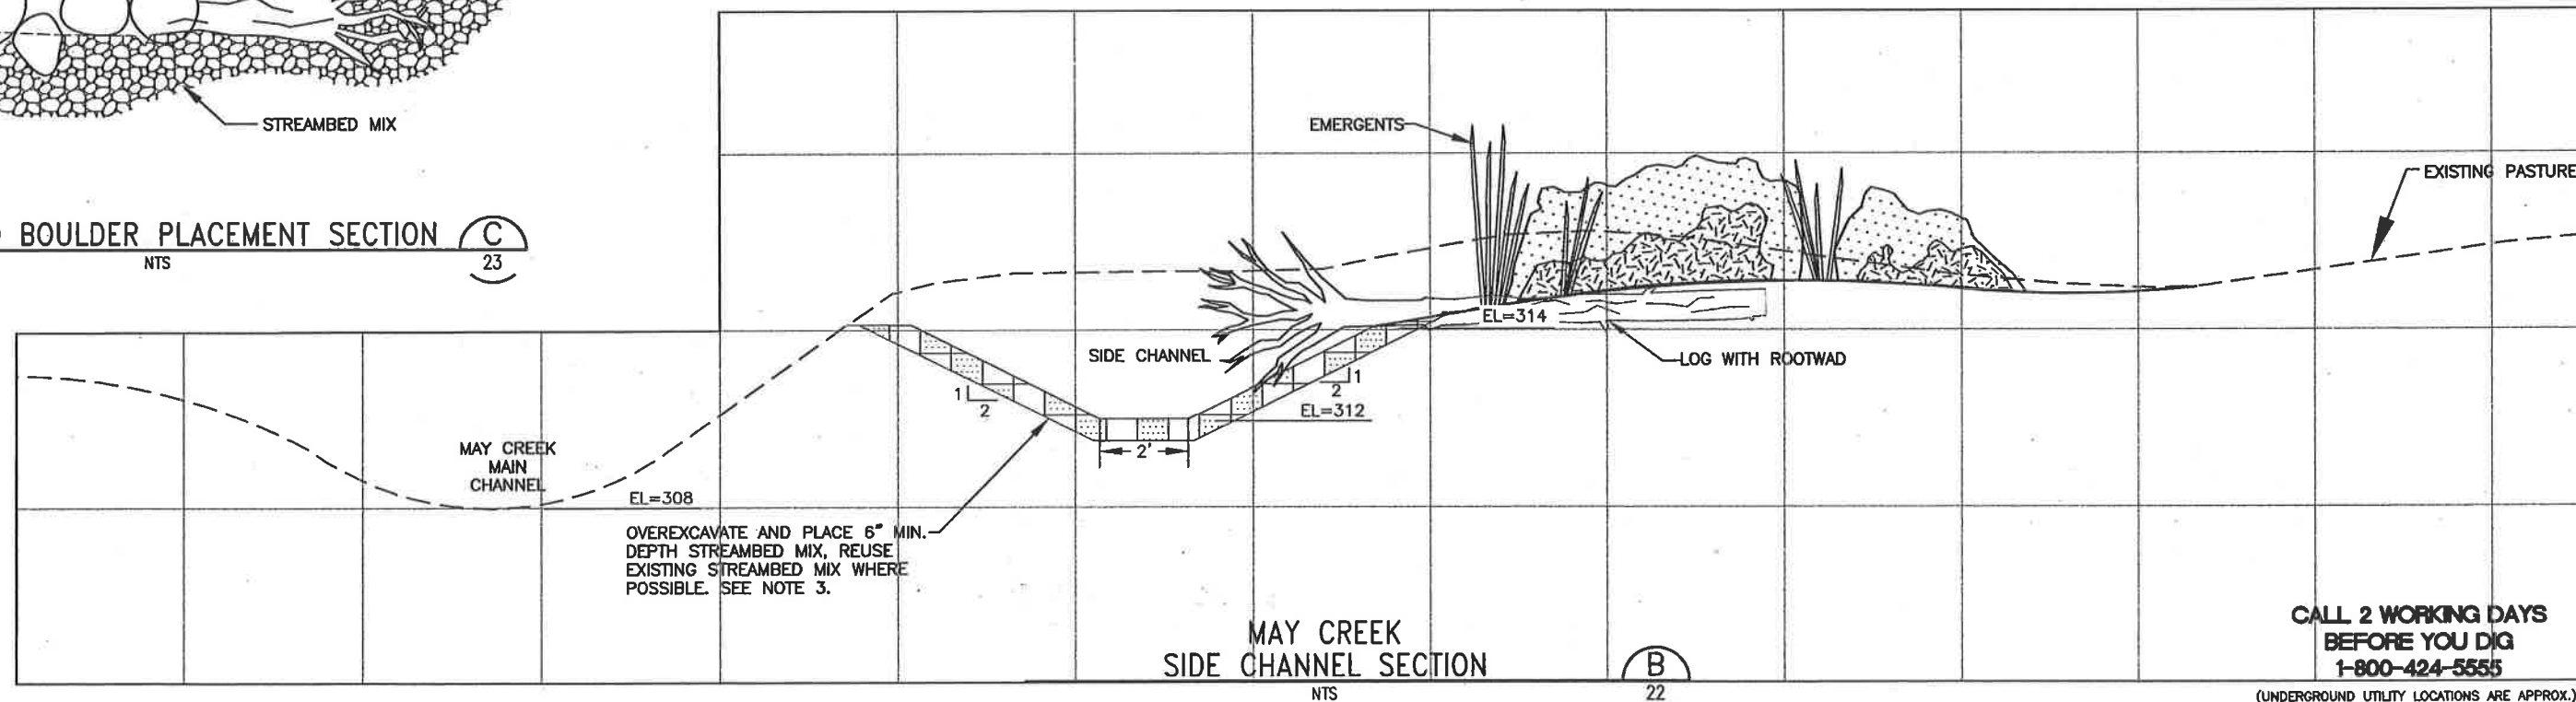 STREAMBED MIX
BOULDER PLACEMENT SECTION
C
NTS
23
EMERGENTS
EXISTING PASTURE
EL=314
SIDE CHANNEL
LOG WITH ROOTWAD
1
2
1
2
EL=312
2'
MAY CREEK
MAIN
CHANNEL
EL=308
OVEREXCAVATE AND PLACE 6" MIN.
DEPTH STREAMBED MIX, REUSE
EXISTING STREAMBED MIX WHERE
POSSIBLE. SEE NOTE 3.
MAY CREEK
SIDE CHANNEL SECTION
B
NTS
22
CALL 2 WORKING DAYS
BEFORE YOU DIG
1-800-424-5555
(UNDERGROUND UTILITY LOCATIONS ARE APPROX.)